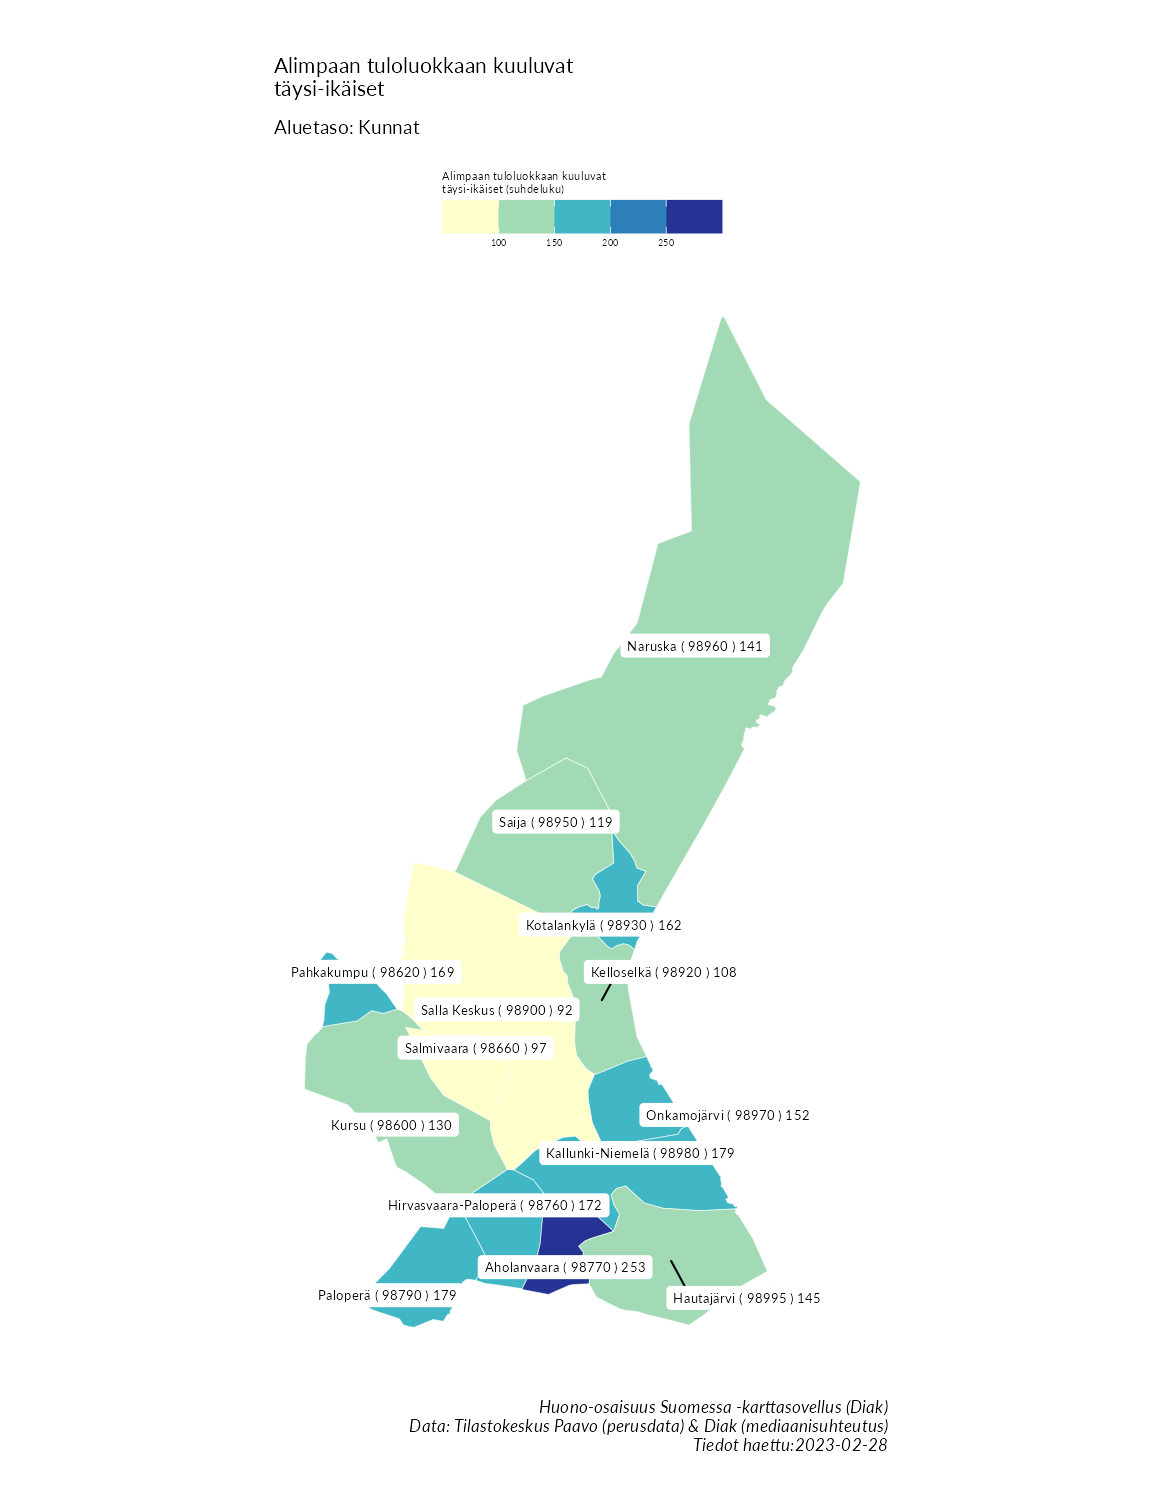 Alimpaan tuloluokkaan kuuluvat
täysi-ikäiset
Aluetaso: Kunnat
Alimpaan tuloluokkaan kuuluvat
täysi-ikäiset (suhdeluku)
100 150 200 250
Naruska ( 98960 ) 141
Saija ( 98950 ) 119
Kotalankylä ( 98930 ) 162
Pahkakumpu ( 98620 ) 169
Kelloselkä ( 98920 ) 108
Salla Keskus ( 98900 ) 92
Salmivaara ( 98660 ) 97
Onkamojärvi ( 98970 ) 152
Kursu ( 98600 ) 130
Kallunki-Niemelä ( 98980 ) 179
Hirvasvaara-Paloperä ( 98760 ) 172
Aholanvaara ( 98770 ) 253
Paloperä ( 98790 ) 179
Hautajärvi ( 98995 ) 145
Huono-osaisuus Suomessa -karttasovellus (Diak)
Data: Tilastokeskus Paavo (perusdata) & Diak (mediaanisuhteutus)
Tiedot haettu:2023-02-28